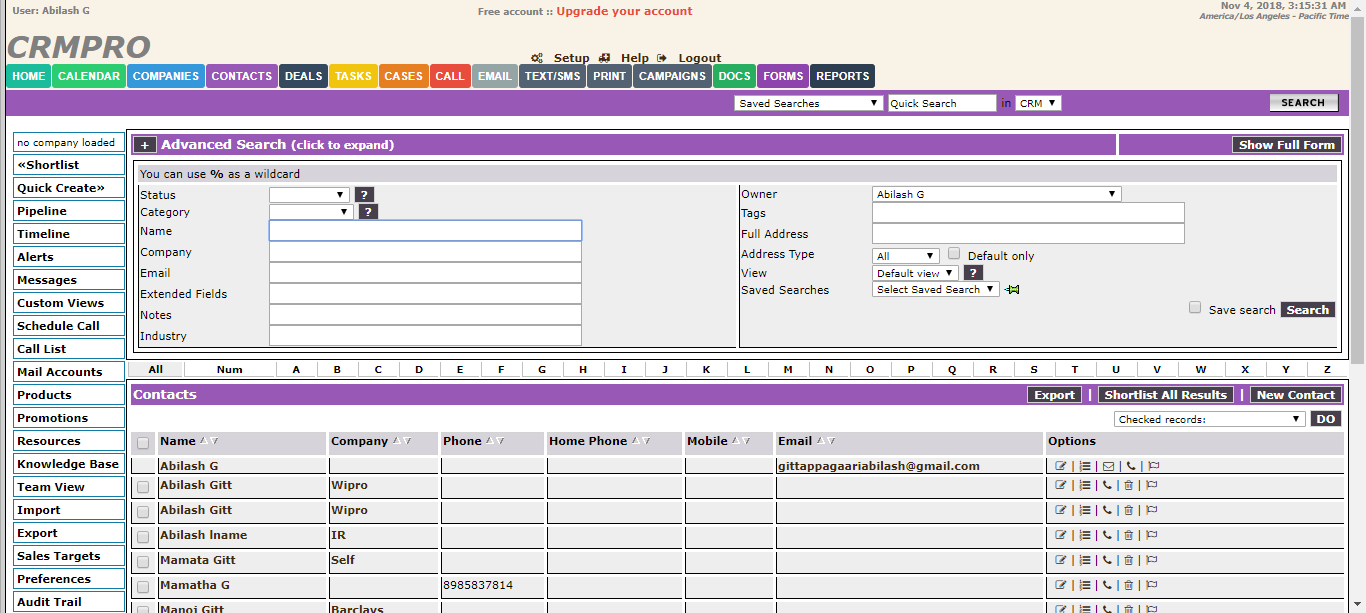 User: Abilash G
Free account :: Upgrade your account
Nov 4, 2018, 3:15:31 AM
America/Los Angeles - Pacific Time
CRMPRO
Setup Help Logout
HOME CALENDAR COMPANIES CONTACTS DEALS TASKS CASES CALL EMAIL TEXT/SMS PRINT CAMPAIGNS DOCS FORMS REPORTS
Saved Searches Quick Search in CRM SEARCH
no company loaded
«Shortlist
Quick Create»
Pipeline
Timeline
Alerts
Messages
Custom Views
Schedule Call
Call List
Mail Accounts
Products
Promotions
Resources
Knowledge Base
Team View
Import
Export
Sales Targets
Preferences
Audit Trail
+ Advanced Search (click to expand) Show Full Form
You can use % as a wildcard
Status ?
Category ?
Name
Company
Email
Extended Fields
Notes
Industry
Owner Abilash G
Tags
Full Address
Address Type All Default only
View Default view ?
Saved Searches Select Saved Search
Save search Search
All Num A B C D E F G H I J K L M N O P Q R S T U V W X Y Z
Contacts Export | Shortlist All Results | New Contact
Checked records: DO
Name Company Phone Home Phone Mobile Email Options
Abilash G gittappagaariabilash@gmail.com | | | |
Abilash Gitt Wipro | | | |
Abilash Gitt Wipro | | | |
Abilash lname IR | | | |
Mamata Gitt Self | | | |
Mamatha G 8985837814 | | | |
Manoj Gitt Barclays | | | |